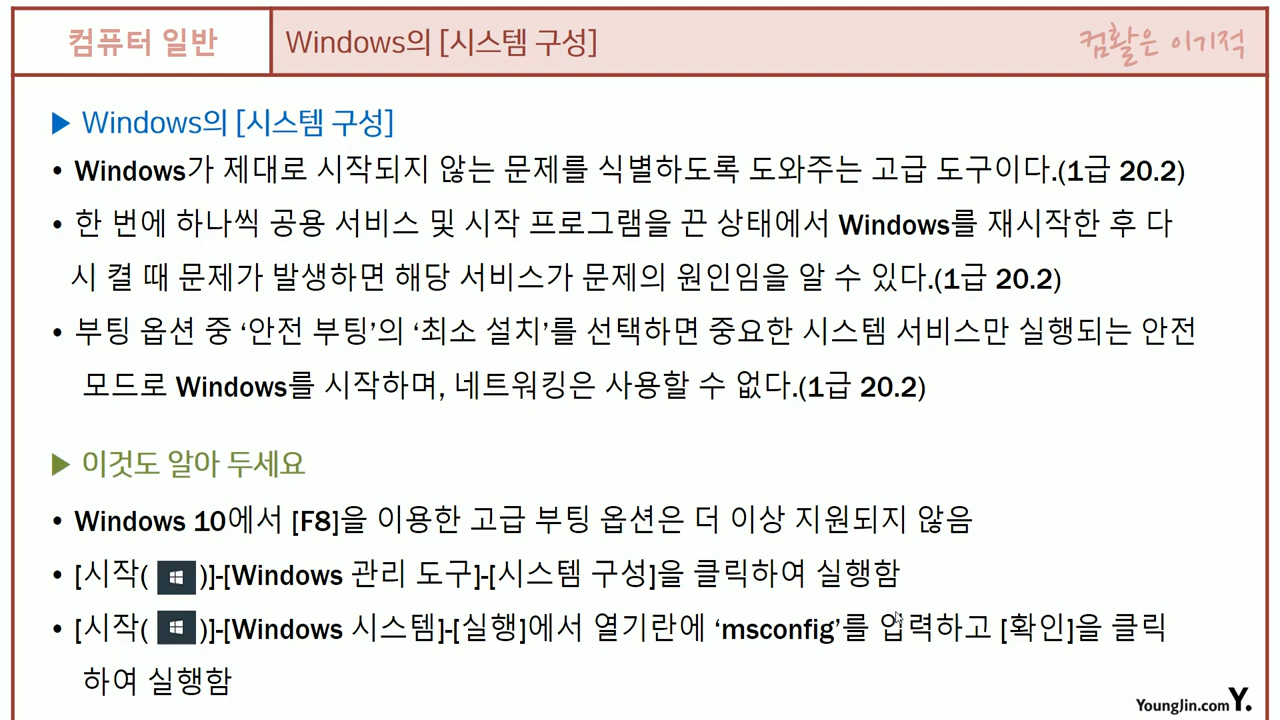 컴퓨터 일반
Windows의 [시스템 구성]
컴활은 이기적
▶ Windows의 [시스템 구성]
• Windows가 제대로 시작되지 않는 문제를 식별하도록 도와주는 고급 도구이다.(1급 20.2)
• 한 번에 하나씩 공용 서비스 및 시작 프로그램을 끈 상태에서 Windows를 재시작한 후 다
시 켤 때 문제가 발생하면 해당 서비스가 문제의 원인임을 알 수 있다.(1급 20.2)
• 부팅 옵션 중 ‘안전 부팅’의 ‘최소 설치’를 선택하면 중요한 시스템 서비스만 실행되는 안전
모드로 Windows를 시작하며, 네트워킹은 사용할 수 없다.(1급 20.2)
▶ 이것도 알아 두세요
• Windows 10에서 [F8]을 이용한 고급 부팅 옵션은 더 이상 지원되지 않음
• [시작( )]-[Windows 관리 도구]-[시스템 구성]을 클릭하여 실행함
• [시작( )]-[Windows 시스템]-[실행]에서 열기란에 ‘msconfig’를 입력하고 [확인]을 클릭
하여 실행함
YoungJin.com Y.